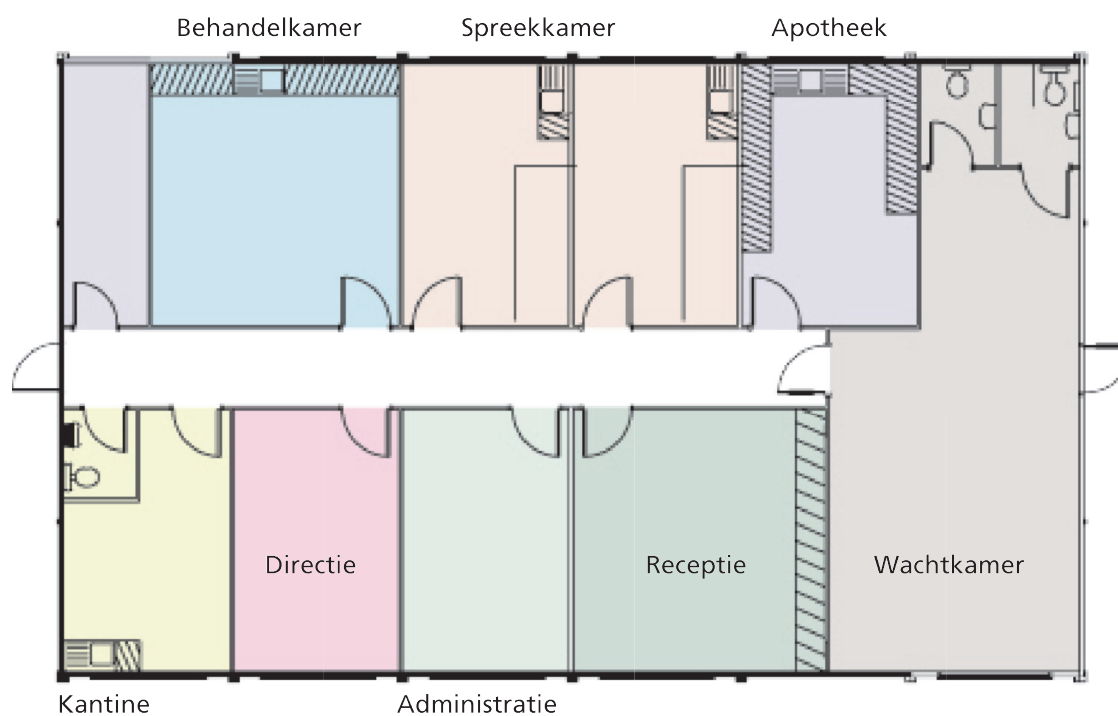 Behandelkamer
Spreekkamer
Apotheek
Directie
Receptie
Wachtkamer
Kantine
Administratie